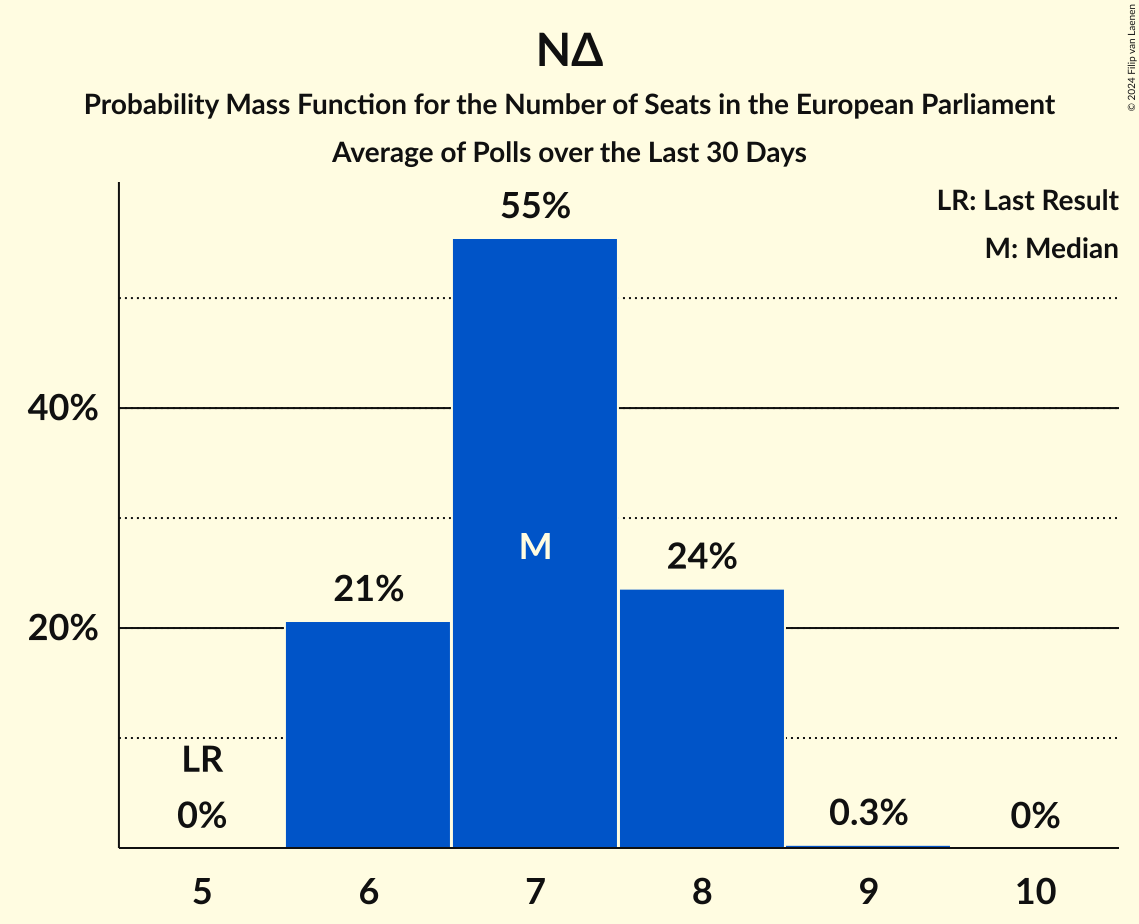 © 2024 Filip van Laenen
ΝΔ
Probability Mass Function for the Number of Seats in the European Parliament
Average of Polls over the Last 30 Days
LR: Last Result
M: Median
55%
40%
M
24%
21%
20%
LR
0%
0.3%
0%
5 6 7 8 9 10